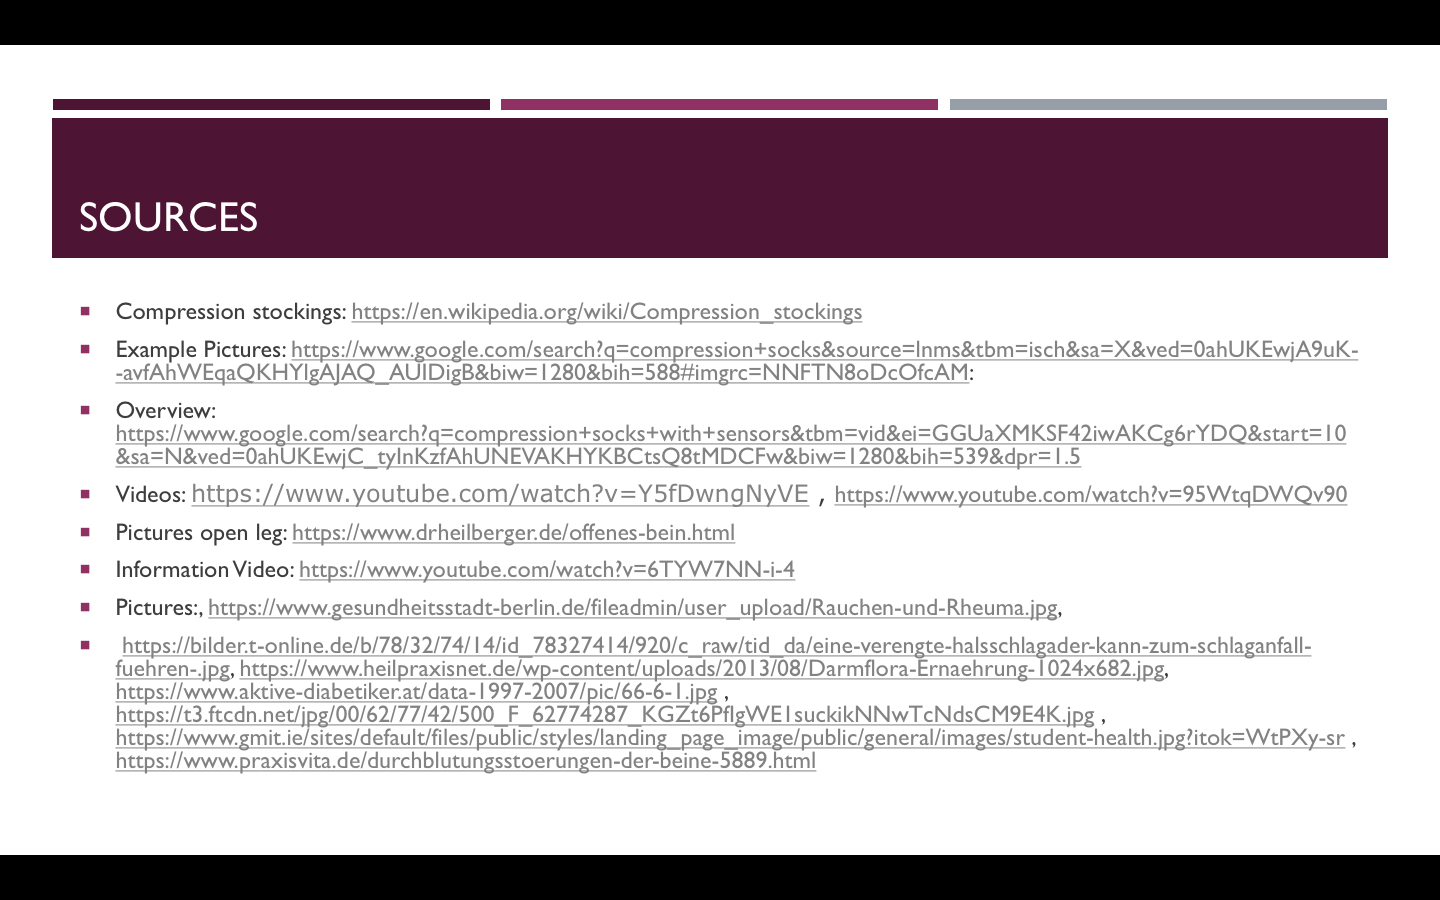 SOURCES
Compression stockings: https://en.wikipedia.org/wiki/Compression_stockings
Example Pictures: https://www.google.com/search?q=compression+socks&source=lnms&tbm=isch&sa=X&ved=0ahUKEwjA9uK-
-avfAhWEqaQKHYIgAJAQ_AUIDigB&biw=1280&bih=588#imgrc=NNFTN8oDcOfcAM:
Overview:
https://www.google.com/search?q=compression+socks+with+sensors&tbm=vid&ei=GGUaXMKSF42iwAKCg6rYDQ&start=10
&sa=N&ved=0ahUKEwjC_tyInKzfAhUNEVAKHYKBCtsQ8tMDCFw&biw=1280&bih=539&dpr=1.5
Videos: https://www.youtube.com/watch?v=Y5fDwngNyVE , https://www.youtube.com/watch?v=95WtqDWQv90
Pictures open leg: https://www.drheilberger.de/offenes-bein.html
Information Video: https://www.youtube.com/watch?v=6TYW7NN-i-4
Pictures:, https://www.gesundheitsstadt-berlin.de/fileadmin/user_upload/Rauchen-und-Rheuma.jpg,
https://bilder.t-online.de/b/78/32/74/14/id_78327414/920/c_raw/tid_da/eine-verengte-halsschlagader-kann-zum-schlaganfall-
fuehren-.jpg, https://www.heilpraxisnet.de/wp-content/uploads/2013/08/Darmflora-Ernaehrung-1024x682.jpg,
https://www.aktive-diabetiker.at/data-1997-2007/pic/66-6-1.jpg ,
https://t3.ftcdn.net/jpg/00/62/77/42/500_F_62774287_KGZt6PfIgWE1suckikNNwTcNdsCM9E4K.jpg ,
https://www.gmit.ie/sites/default/files/public/styles/landing_page_image/public/general/images/student-health.jpg?itok=WtPXy-sr ,
https://www.praxisvita.de/durchblutungsstoerungen-der-beine-5889.html